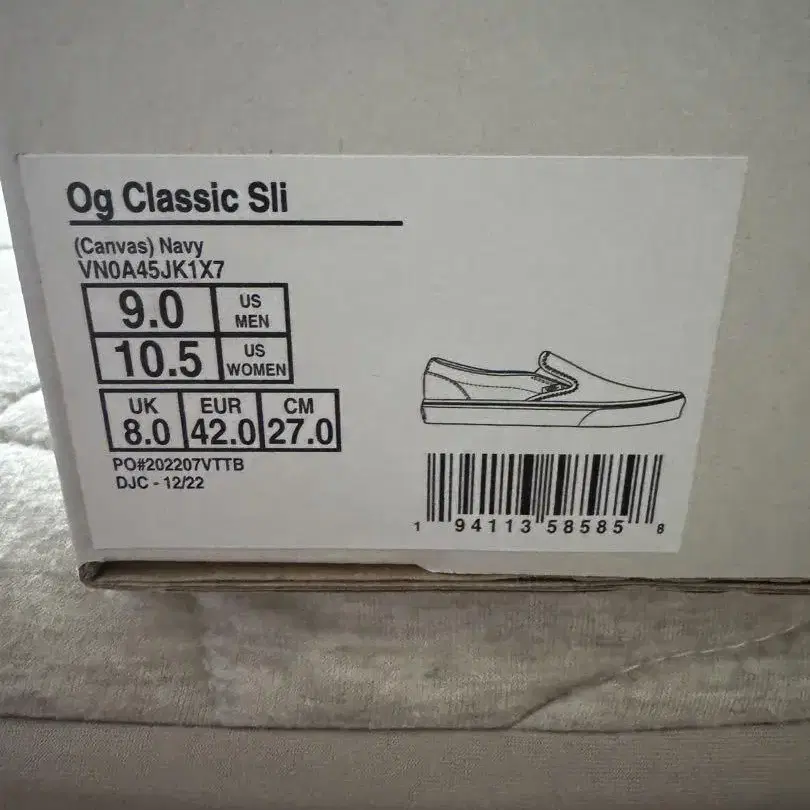 Og Classic Sli
(Canvas) Navy
VN0A45JK1X7
9.0 US MEN
10.5 US WOMEN
UK EUR CM
8.0 42.0 27.0
PO#202207VTTB
DJC - 12/22
1 94113 58585 8